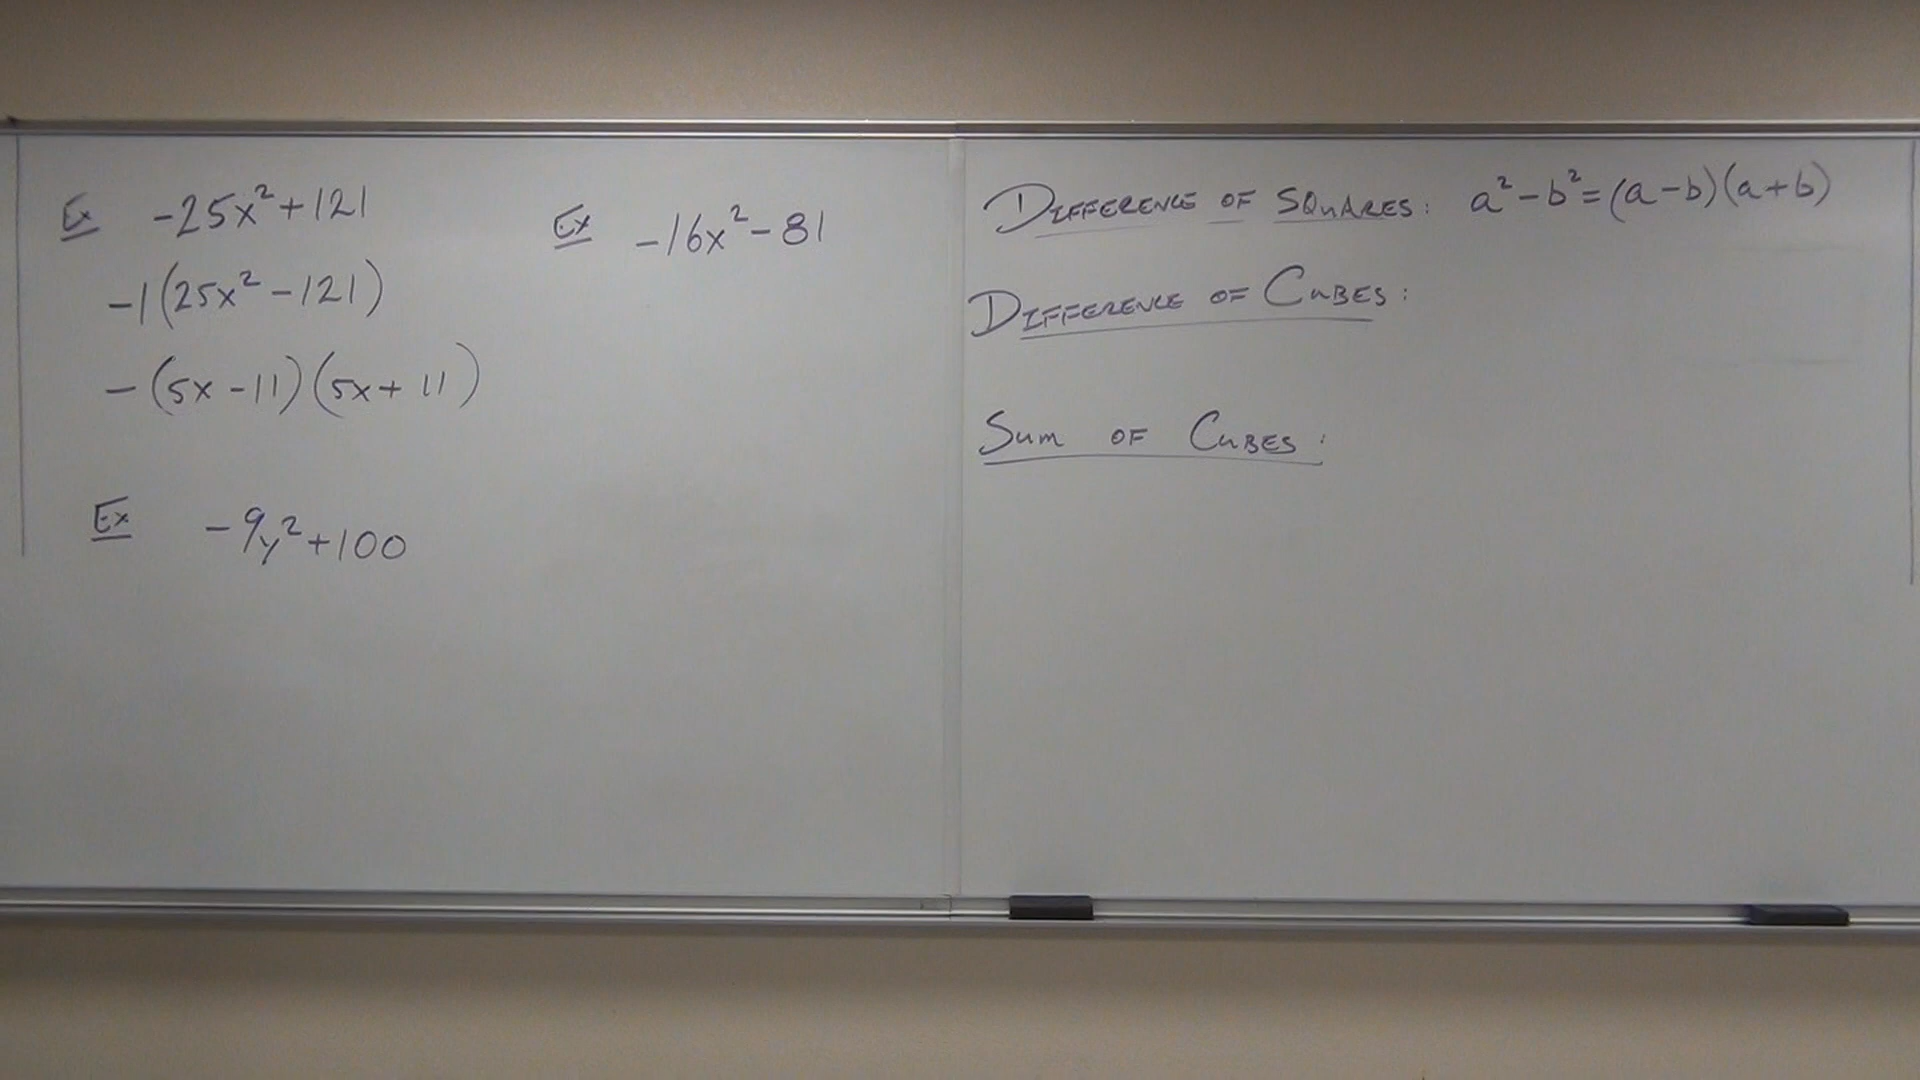 Ex -25x²+121
-1(25x²-121)
-(5x-11)(5x+11)
Ex -9y²+100
Ex -16x²-81
DIFFERENCE OF SQUARES: a²-b²=(a-b)(a+b)
DIFFERENCE OF CUBES:
SUM OF CUBES: